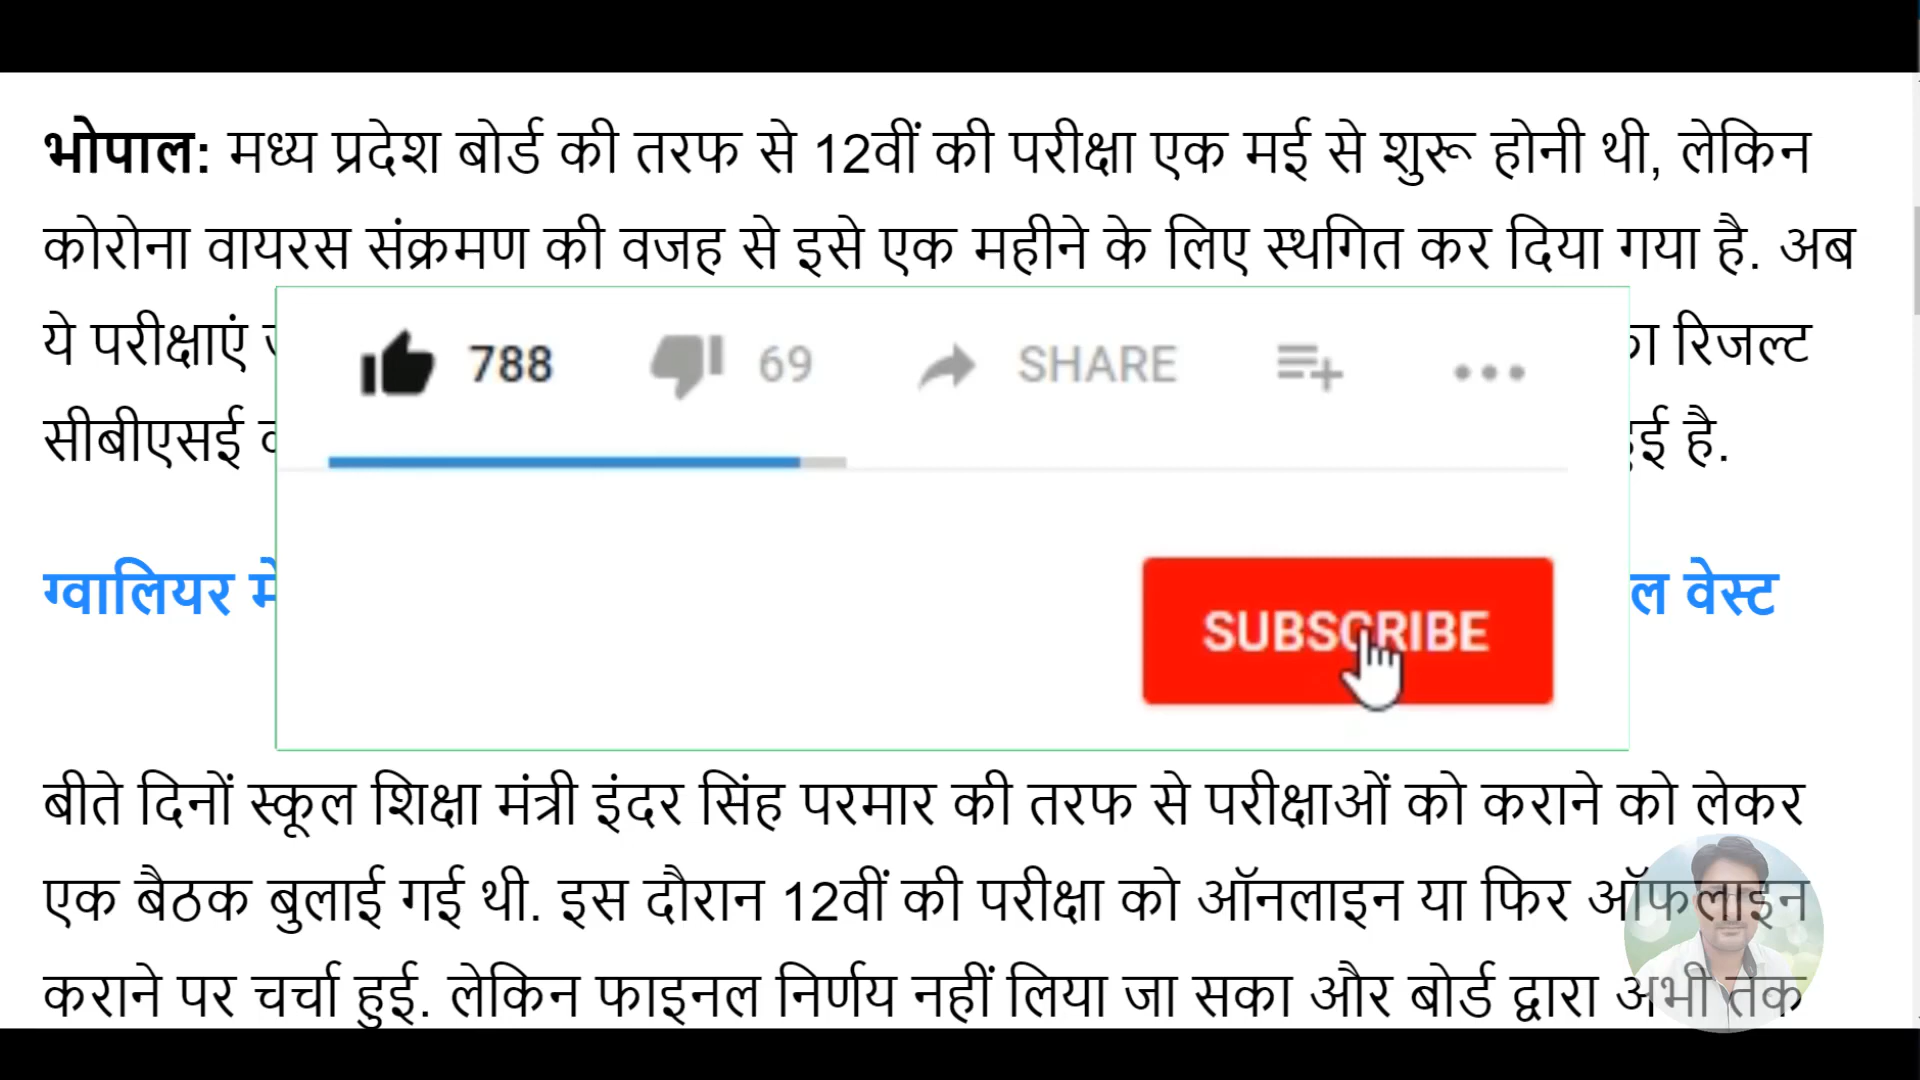 भोपाल: मध्य प्रदेश बोर्ड की तरफ से 12वीं की परीक्षा एक मई से शुरू होनी थी, लेकिन
कोरोना वायरस संक्रमण की वजह से इसे एक महीने के लिए स्थगित कर दिया गया है. अब
ये परीक्षाएं रिजल्ट
788 69 SHARE
सीबीएसई है.
ग्वालियर वेस्ट
SUBSCRIBE
बीते दिनों स्कूल शिक्षा मंत्री इंदर सिंह परमार की तरफ से परीक्षाओं को कराने को लेकर
एक बैठक बुलाई गई थी. इस दौरान 12वीं की परीक्षा को ऑनलाइन या फिर ऑफलाइन
कराने पर चर्चा हुई. लेकिन फाइनल निर्णय नहीं लिया जा सका और बोर्ड द्वारा अभी तक